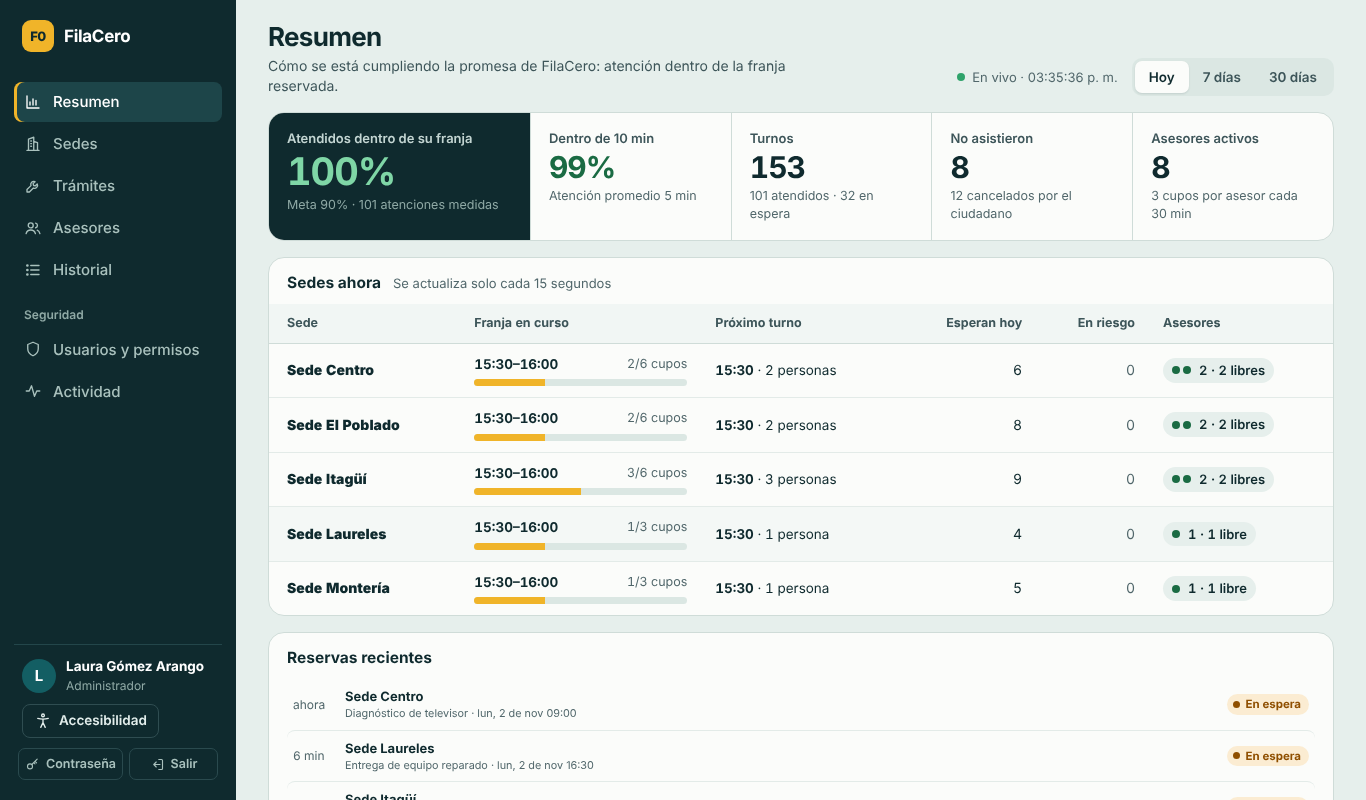 F0 FilaCero
Resumen
Sedes
Trámites
Asesores
Historial
Seguridad
Usuarios y permisos
Actividad
L
Laura Gómez Arango
Administrador
Accesibilidad
Contraseña
Salir
Resumen
Cómo se está cumpliendo la promesa de FilaCero: atención dentro de la franja
reservada.
En vivo · 03:35:36 p. m.
Hoy 7 días 30 días
Atendidos dentro de su franja
100%
Meta 90% · 101 atenciones medidas
Dentro de 10 min
99%
Atención promedio 5 min
Turnos
153
101 atendidos · 32 en
espera
No asistieron
8
12 cancelados por el
ciudadano
Asesores activos
8
3 cupos por asesor cada
30 min
Sedes ahora Se actualiza solo cada 15 segundos
Sede Franja en curso Próximo turno Esperan hoy En riesgo Asesores
Sede Centro 15:30–16:00 2/6 cupos 15:30 · 2 personas 6 0 2 · 2 libres
Sede El Poblado 15:30–16:00 2/6 cupos 15:30 · 2 personas 8 0 2 · 2 libres
Sede Itagüí 15:30–16:00 3/6 cupos 15:30 · 3 personas 9 0 2 · 2 libres
Sede Laureles 15:30–16:00 1/3 cupos 15:30 · 1 persona 4 0 1 · 1 libre
Sede Montería 15:30–16:00 1/3 cupos 15:30 · 1 persona 5 0 1 · 1 libre
Reservas recientes
ahora Sede Centro En espera
Diagnóstico de televisor · lun, 2 de nov 09:00
6 min Sede Laureles En espera
Entrega de equipo reparado · lun, 2 de nov 16:30
Sede Itagüí